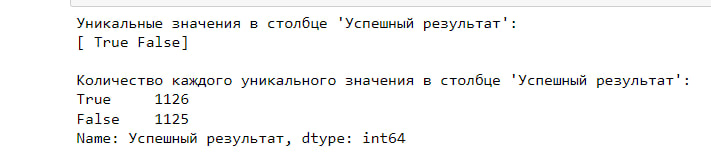 Уникальные значения в столбце 'Успешный результат':
[ True False]
Количество каждого уникального значения в столбце 'Успешный результат':
True     1126
False    1125
Name: Успешный результат, dtype: int64